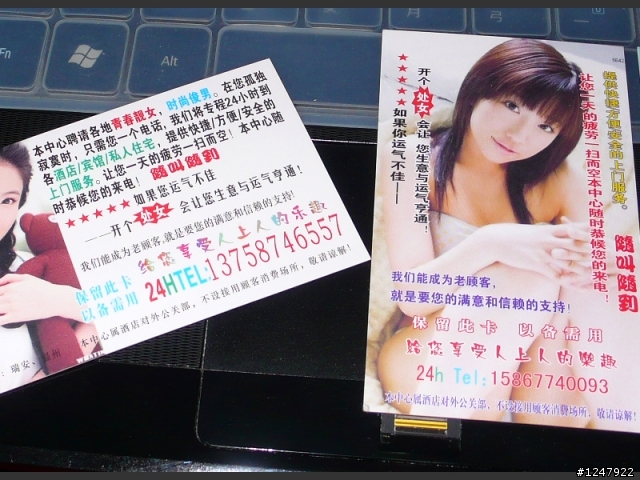 Fn
Alt
本中心聘请各地青春靓女,时尚俊男。在您孤独
寂寞时,只需您一个电话,我们将专程24小时到
各酒店/宾馆/私人住宅,提供快捷/方便/安全的
上门服务。让您一天的疲劳一扫而空!本中心随
时恭候您的来电! 随叫随到
★★★★★如果您运气不佳
——开个处女 会让您生意与运气亨通!
我们能成为老顾客,就是要您的满意和信赖的支持!
给您享受人上人的乐趣
保留此卡
以备需用
24HTEL:13758746557
本中心属酒店对外公关部,不设接用顾客消费场所,敬请谅解!
:瑞安、
提供快捷方便安全的上门服务。
让您一天的疲劳一扫而空本中心随时恭候您的来电!
随叫随到
★★★★★如果你运气不佳——
开个处女会让您生意与运气亨通!
我们能成为老顾客,
就是要您的满意和信赖的支持!
保留此卡 以备需用
给您享受人上人的樂趣
24h Tel:15867740093
本中心属酒店对外公关部,不设接用顾客消费场所,敬请谅解!
#1247922